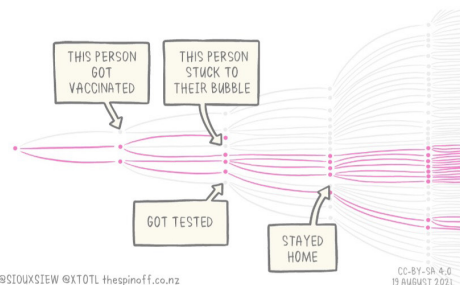 THIS PERSON
GOT
VACCINATED
THIS PERSON
STUCK TO
THEIR BUBBLE
GOT TESTED
STAYED
HOME
@SIOUXSIEW @XTOTL thespinoff.co.nz
CC-BY-SA 4.0
19 AUGUST 2021